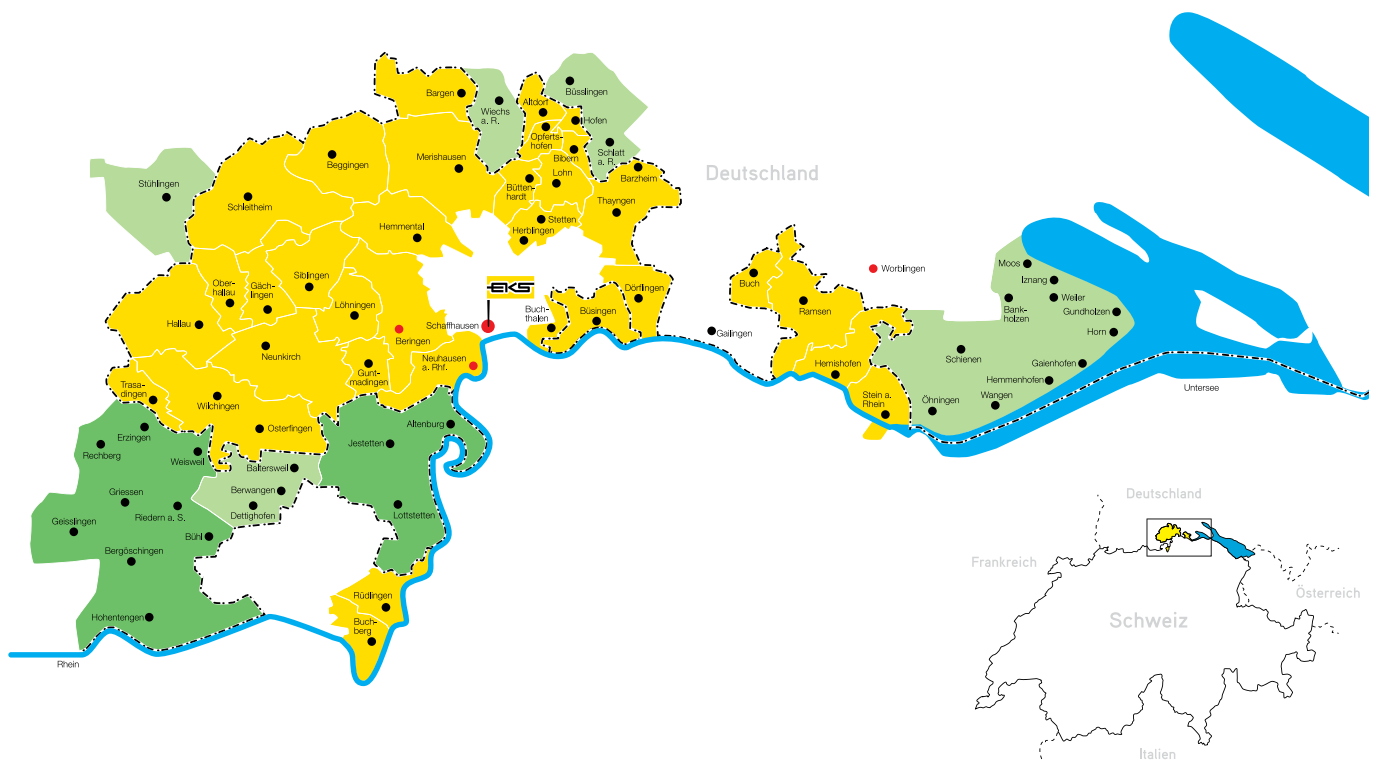 Bargen
Wiechs
a. R.
Büsslingen
Altdorf
Hofen
Opferts-
hofen
Bibern
Schlatt
a. R.
Beggingen
Merishausen
Lohn
Barzheim
Deutschland
Stühlingen
Schleitheim
Bütten-
hardt
Thayngen
Stetten
Hemmental
Herblingen
Ober-
hallau
Gäch-
lingen
Siblingen
Löhningen
EKS
Buch-
thalen
Büsingen
Dörflingen
Buch
Ramsen
Worblingen
Moos
Iznang
Weiler
Bank-
holzen
Gundholzen
Horn
Hallau
Schaffhausen
Beringen
Gailingen
Neunkirch
Neuhausen
a. Rhf.
Gunt-
madingen
Schienen
Gaienhofen
Hemishofen
Hemmenhofen
Untersee
Trasa-
dingen
Wilchingen
Stein a.
Rhein
Öhningen
Wangen
Erzingen
Osterfingen
Altenburg
Rechberg
Weisweil
Jestetten
Baltersweil
Griessen
Berwangen
Riedern a. S.
Dettighofen
Lottstetten
Geisslingen
Bühl
Bergöschingen
Rüdlingen
Hohentengen
Buch-
berg
Rhein
Deutschland
Frankreich
Österreich
Schweiz
Italien